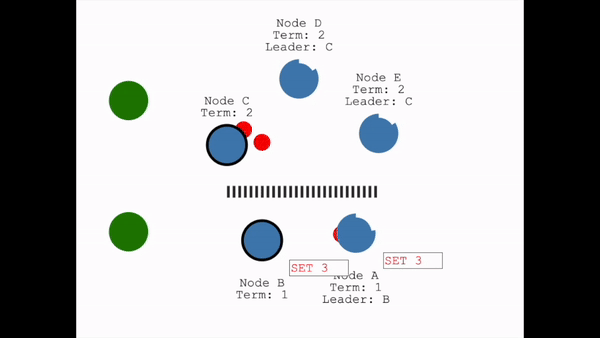 Node D
Term: 2
Leader: C
Node E
Term: 2
Leader: C
Node C
Term: 2
SET 3
SET 3
Node B
Term: 1
Node A
Term: 1
Leader: B